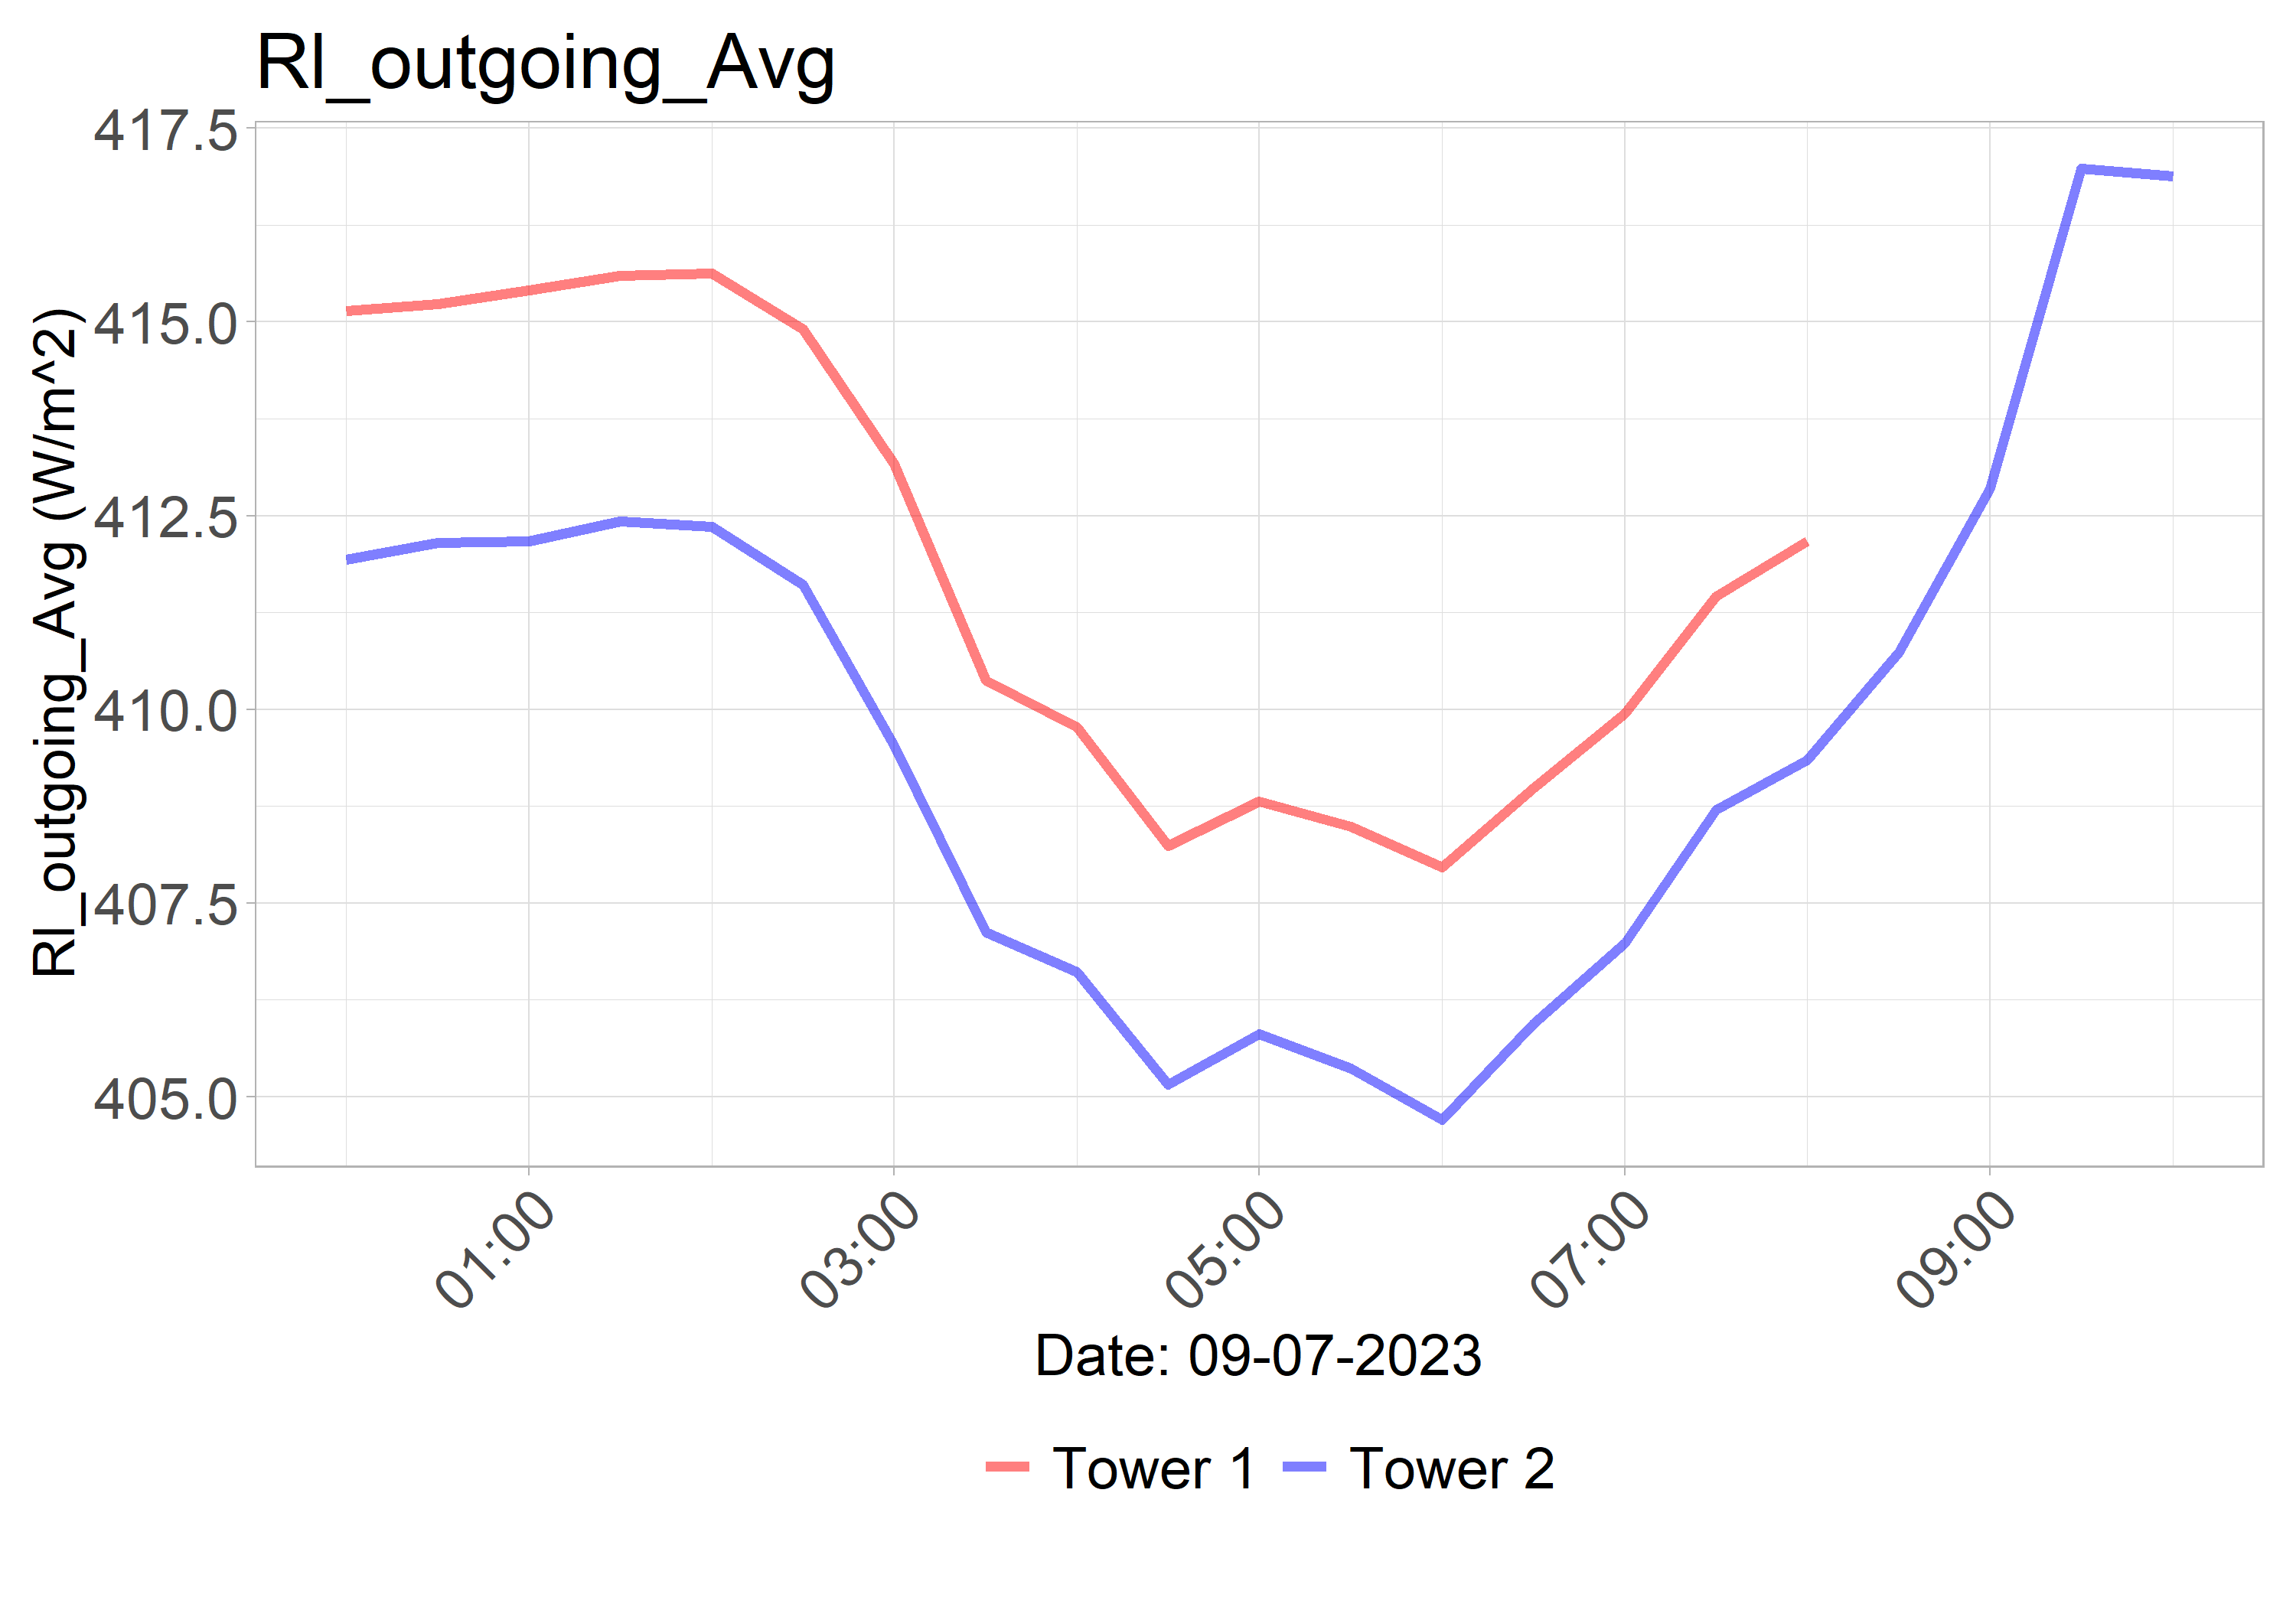 Rl_outgoing_Avg
Rl_outgoing_Avg (W/m^2)
417.5
415.0
412.5
410.0
407.5
405.0
01:00
03:00
05:00
07:00
09:00
Date: 09-07-2023
Tower 1
Tower 2